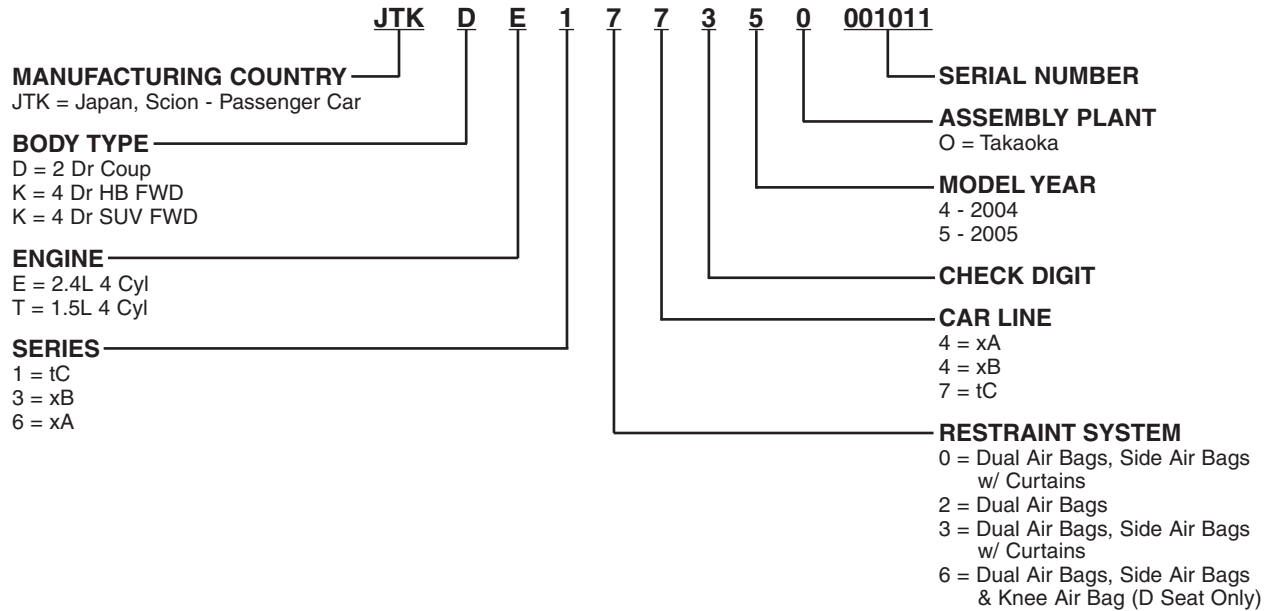 JTK D E 1 7 7 3 5 0 001011
MANUFACTURING COUNTRY
JTK = Japan, Scion - Passenger Car
BODY TYPE
D = 2 Dr Coup
K = 4 Dr HB FWD
K = 4 Dr SUV FWD
ENGINE
E = 2.4L 4 Cyl
T = 1.5L 4 Cyl
SERIES
1 = tC
3 = xB
6 = xA
SERIAL NUMBER
ASSEMBLY PLANT
O = Takaoka
MODEL YEAR
4 - 2004
5 - 2005
CHECK DIGIT
CAR LINE
4 = xA
4 = xB
7 = tC
RESTRAINT SYSTEM
0 = Dual Air Bags, Side Air Bags
w/ Curtains
2 = Dual Air Bags
3 = Dual Air Bags, Side Air Bags
w/ Curtains
6 = Dual Air Bags, Side Air Bags
& Knee Air Bag (D Seat Only)